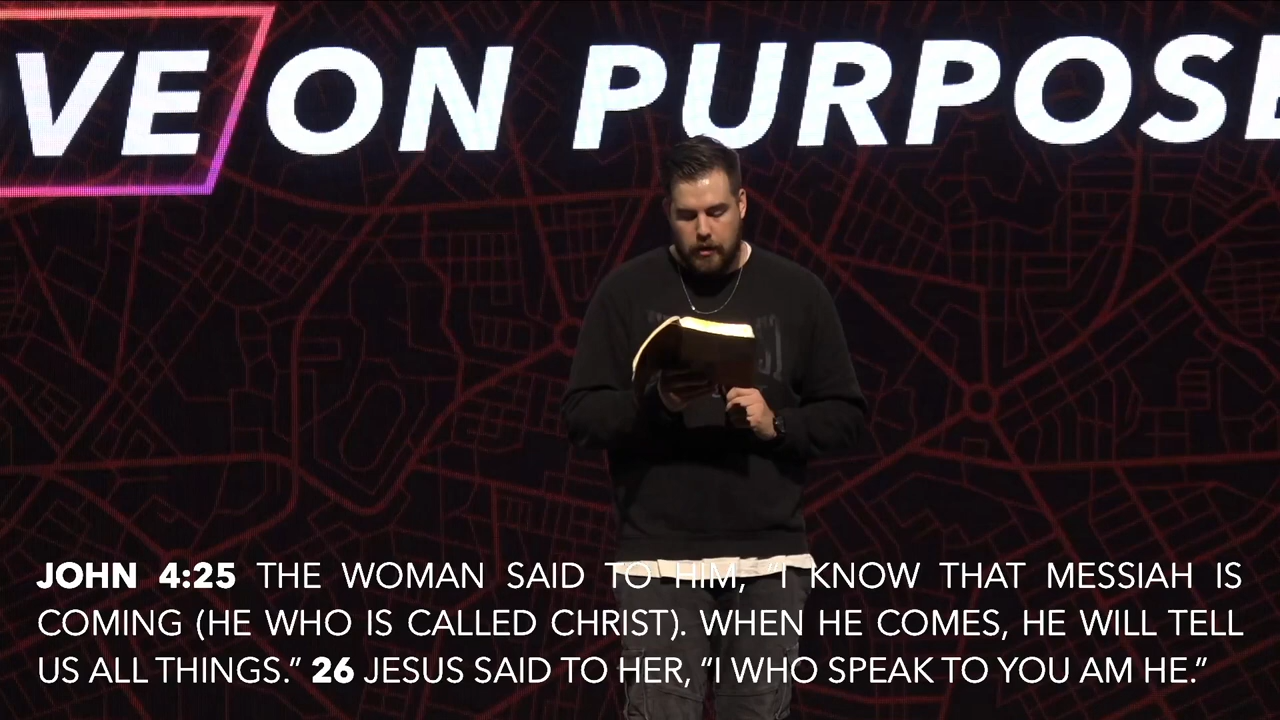 VE ON PURPOSE
JOHN 4:25 THE WOMAN SAID TO HIM, “I KNOW THAT MESSIAH IS
COMING (HE WHO IS CALLED CHRIST). WHEN HE COMES, HE WILL TELL
US ALL THINGS.” 26 JESUS SAID TO HER, “I WHO SPEAK TO YOU AM HE.”